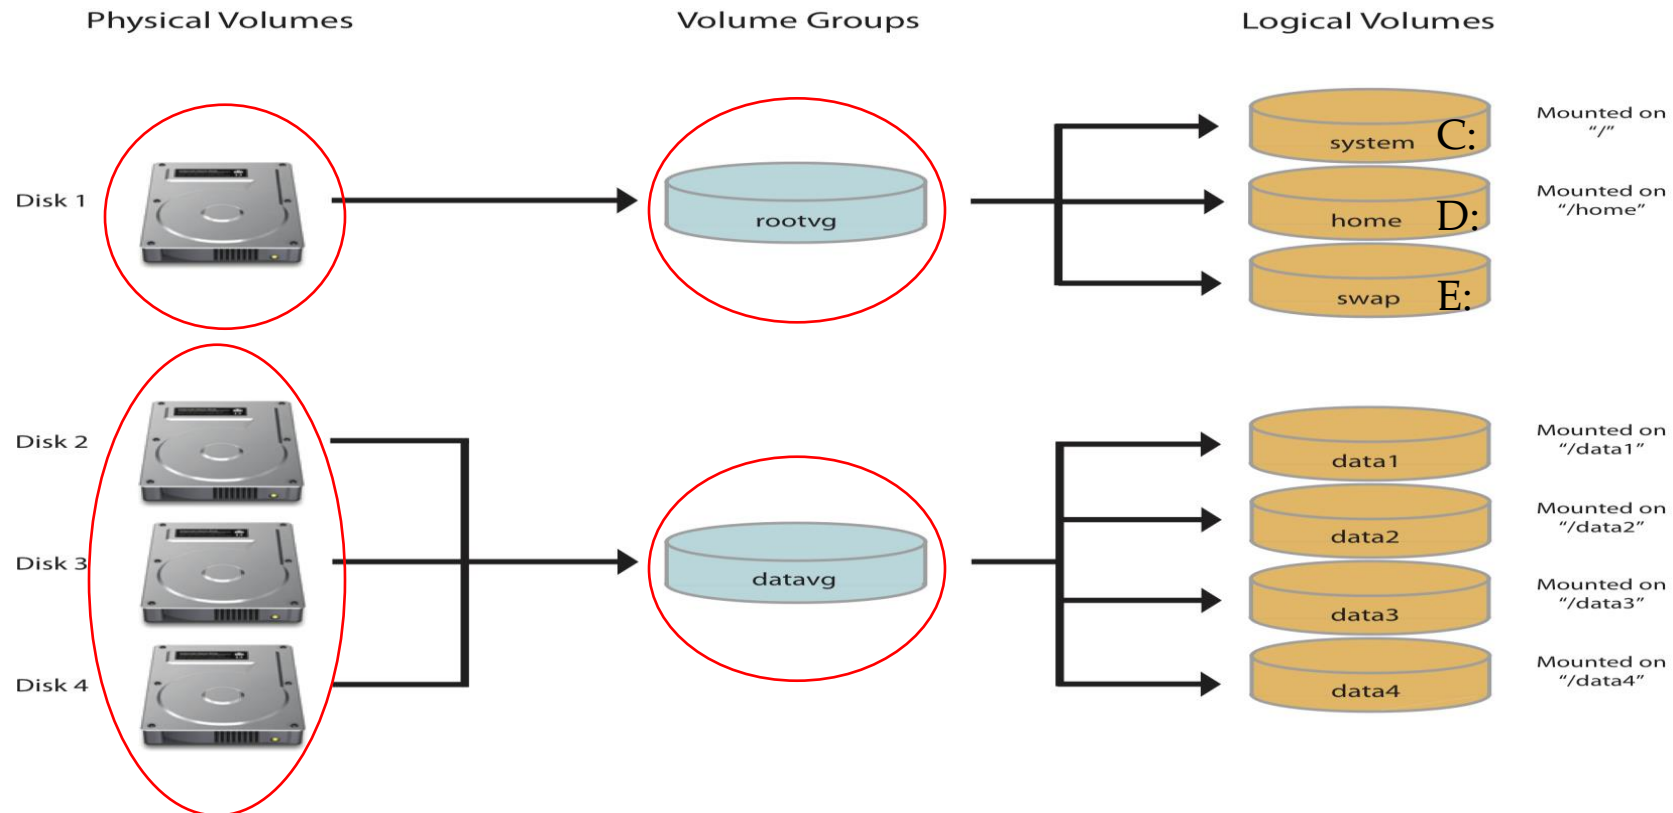 Physical Volumes
Volume Groups
Logical Volumes
Disk 1
rootvg
system C:
Mounted on
“/”
home D:
Mounted on
“/home”
swap E:
Disk 2
Disk 3
Disk 4
datavg
data1
Mounted on
“/data1”
data2
Mounted on
“/data2”
data3
Mounted on
“/data3”
data4
Mounted on
“/data4”